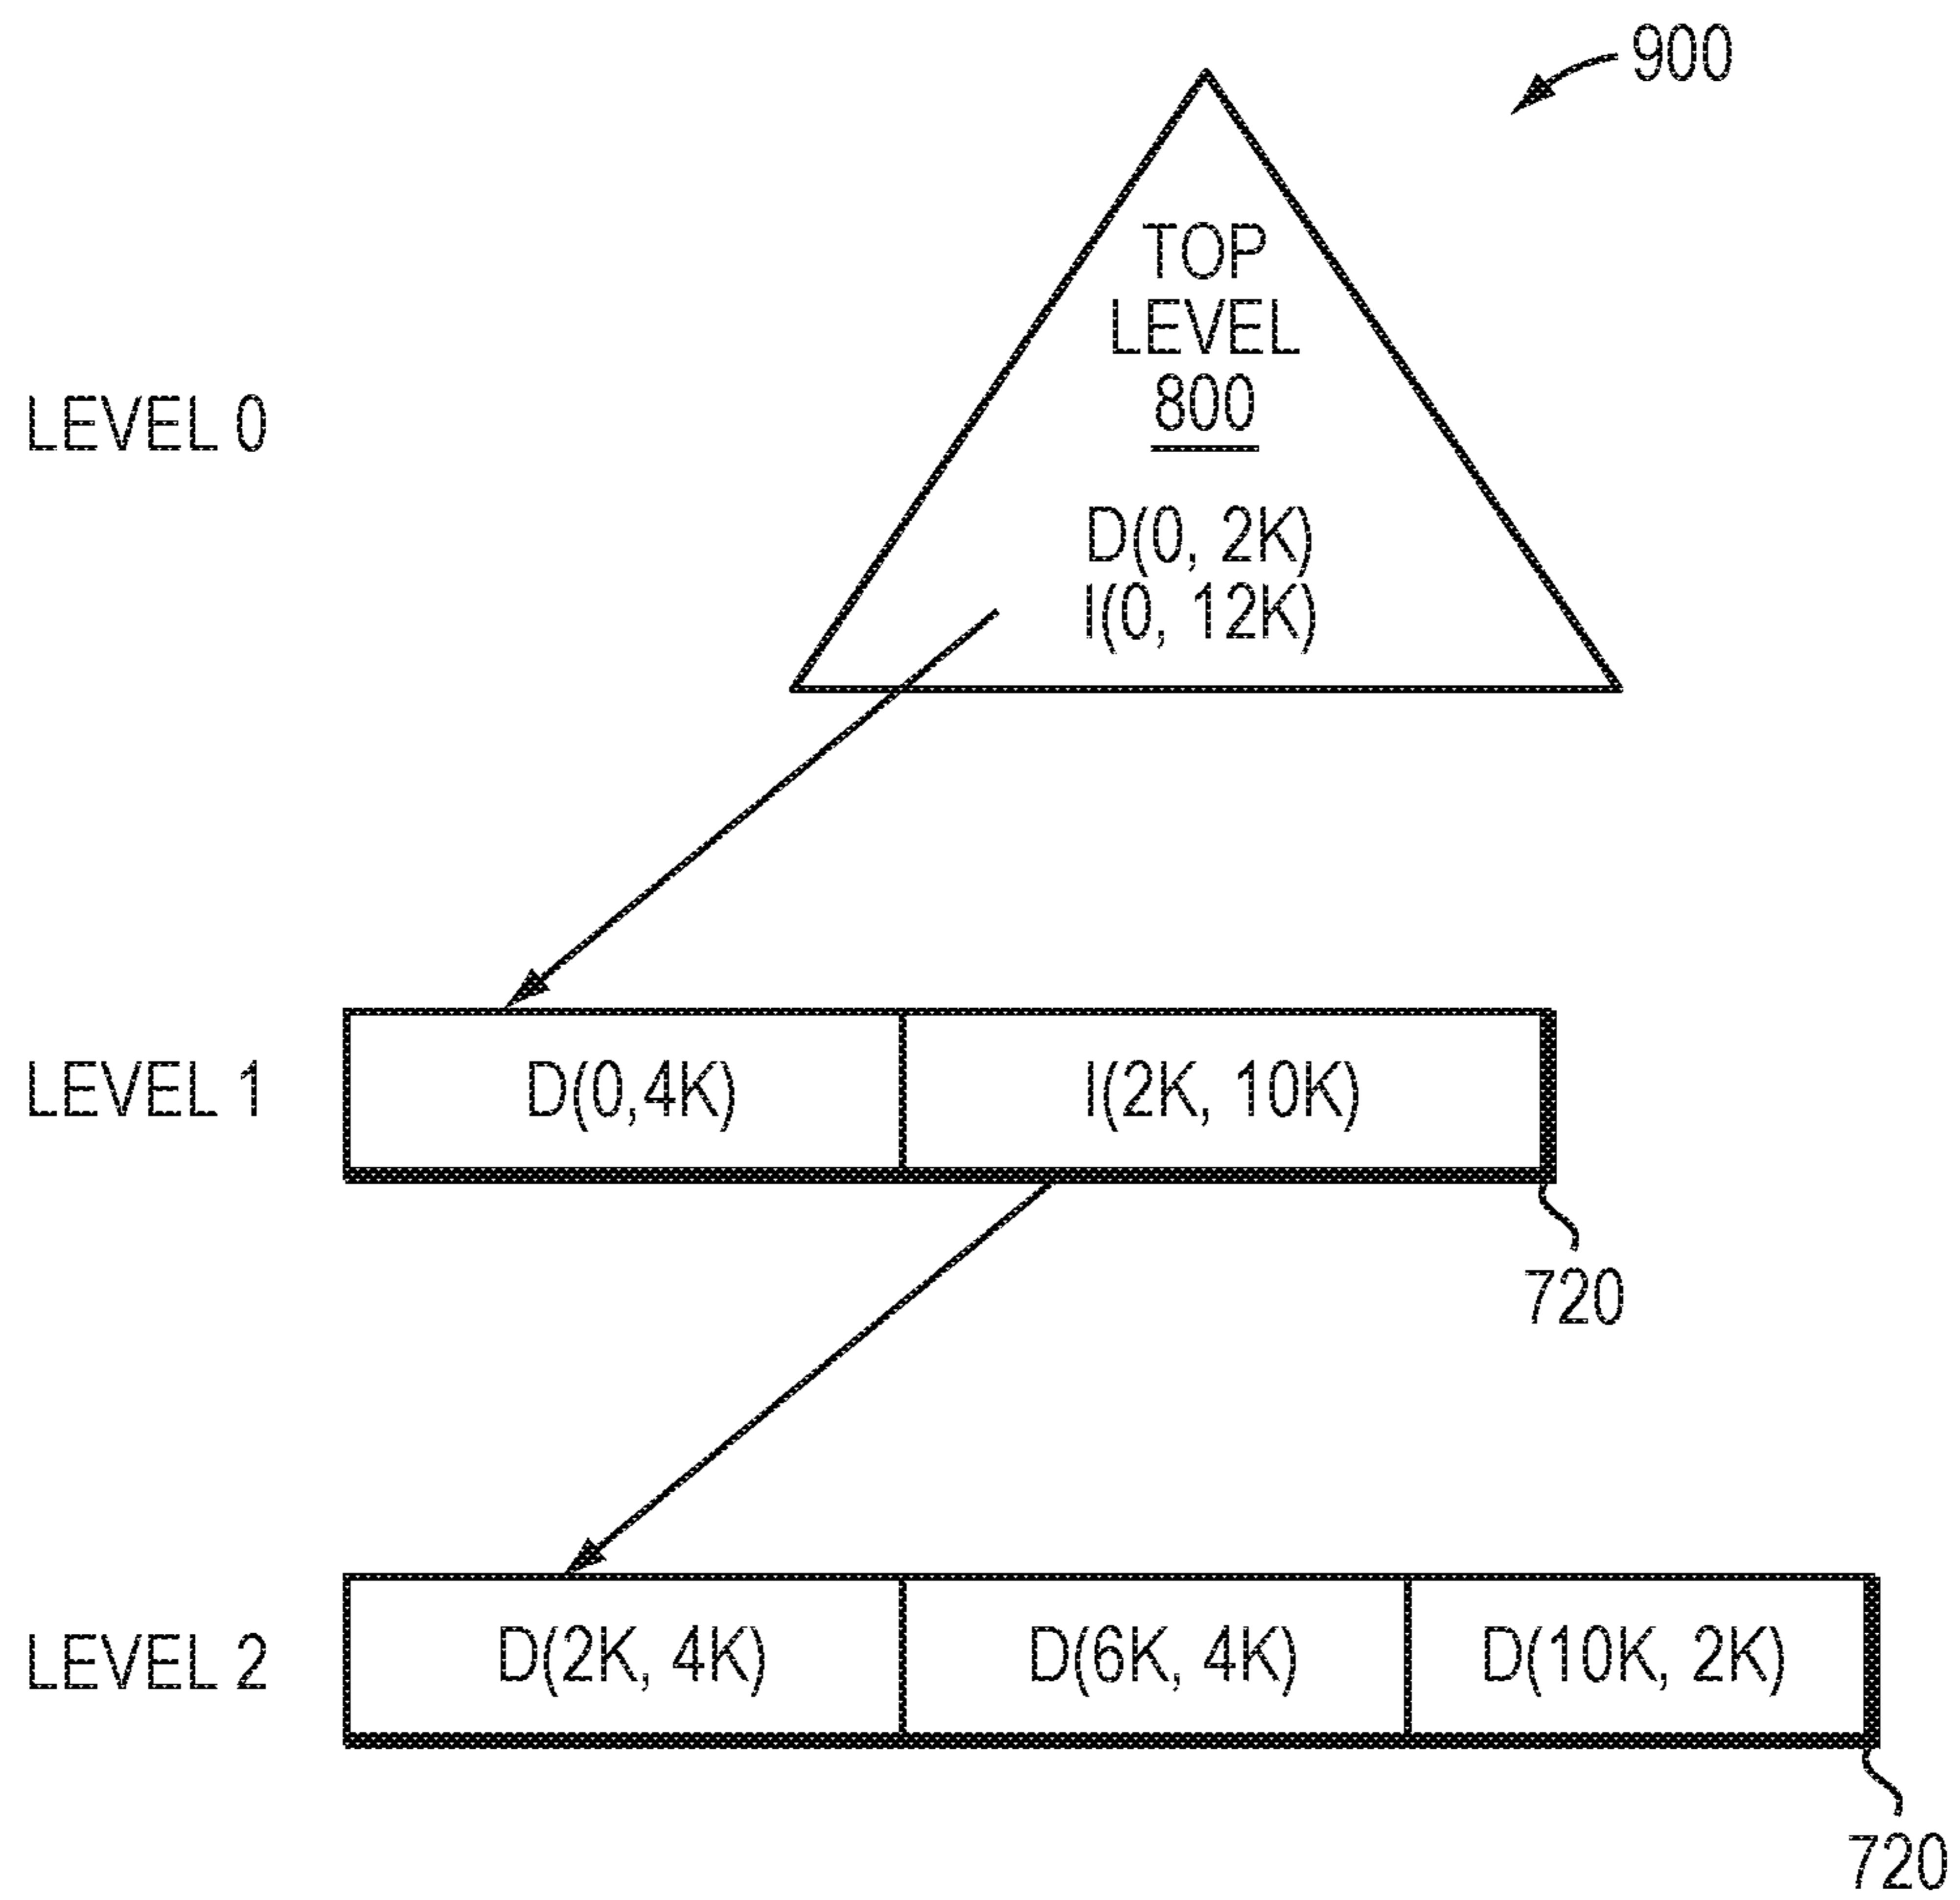 900
TOP
LEVEL
800
LEVEL 0
D(0, 2K)
I(0, 12K)
LEVEL 1
D(0,4K)
I(2K, 10K)
720
LEVEL 2
D(2K, 4K)
D(6K, 4K)
D(10K, 2K)
720